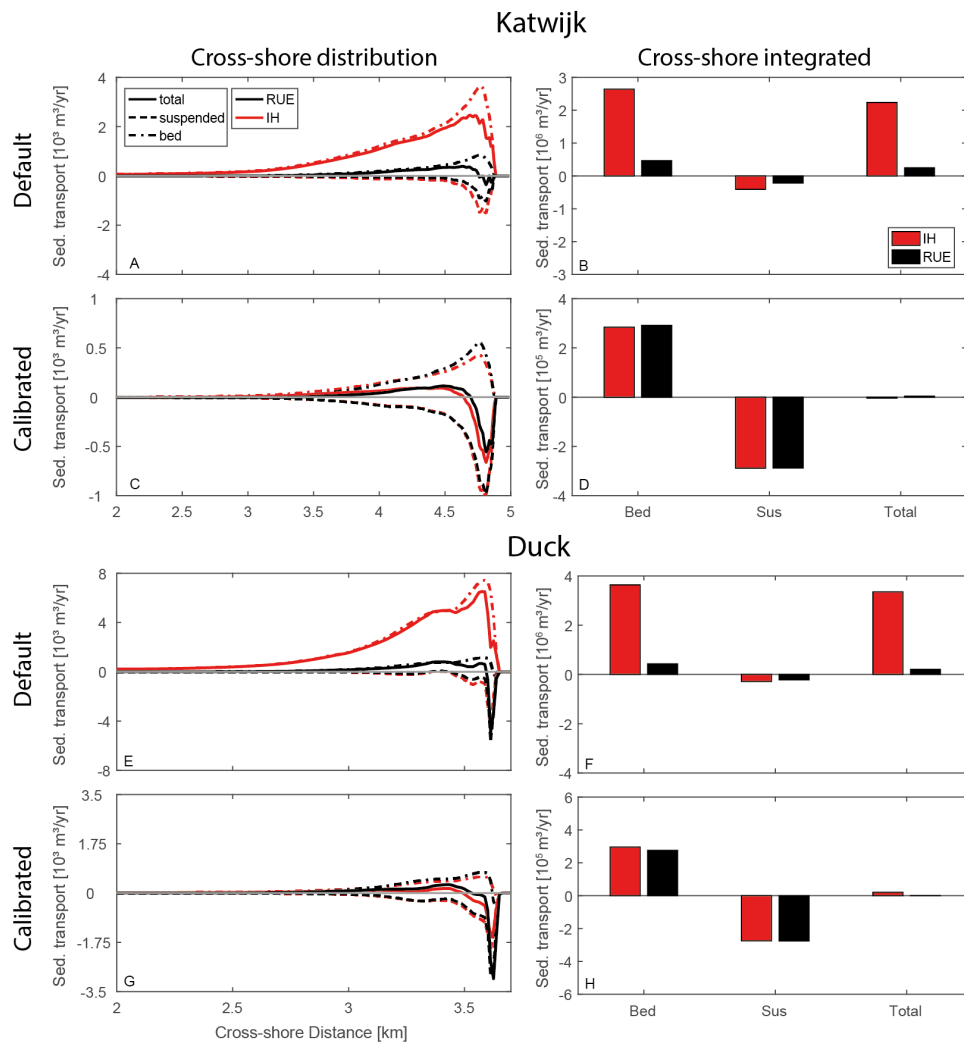 Katwijk
Cross-shore distribution
Cross-shore integrated
Default
Sed. transport [10³ m³/yr]
4
2
0
-2
-4
total
suspended
bed
RUE
IH
A
Sed. transport [10⁶ m³/yr]
3
2
1
0
-1
-2
-3
IH
RUE
B
Calibrated
Sed. transport [10³ m³/yr]
1
0.5
0
-0.5
-1
C
2
2.5
3
3.5
4
4.5
5
Sed. transport [10⁵ m³/yr]
4
2
0
-2
-4
D
Bed
Sus
Total
Duck
Default
Sed. transport [10³ m³/yr]
8
4
0
-4
-8
E
Sed. transport [10⁶ m³/yr]
4
2
0
-2
-4
F
Calibrated
Sed. transport [10³ m³/yr]
3.5
1.75
0
-1.75
-3.5
G
2
2.5
3
3.5
Cross-shore Distance [km]
Sed. transport [10⁵ m³/yr]
6
4
2
0
-2
-4
-6
H
Bed
Sus
Total